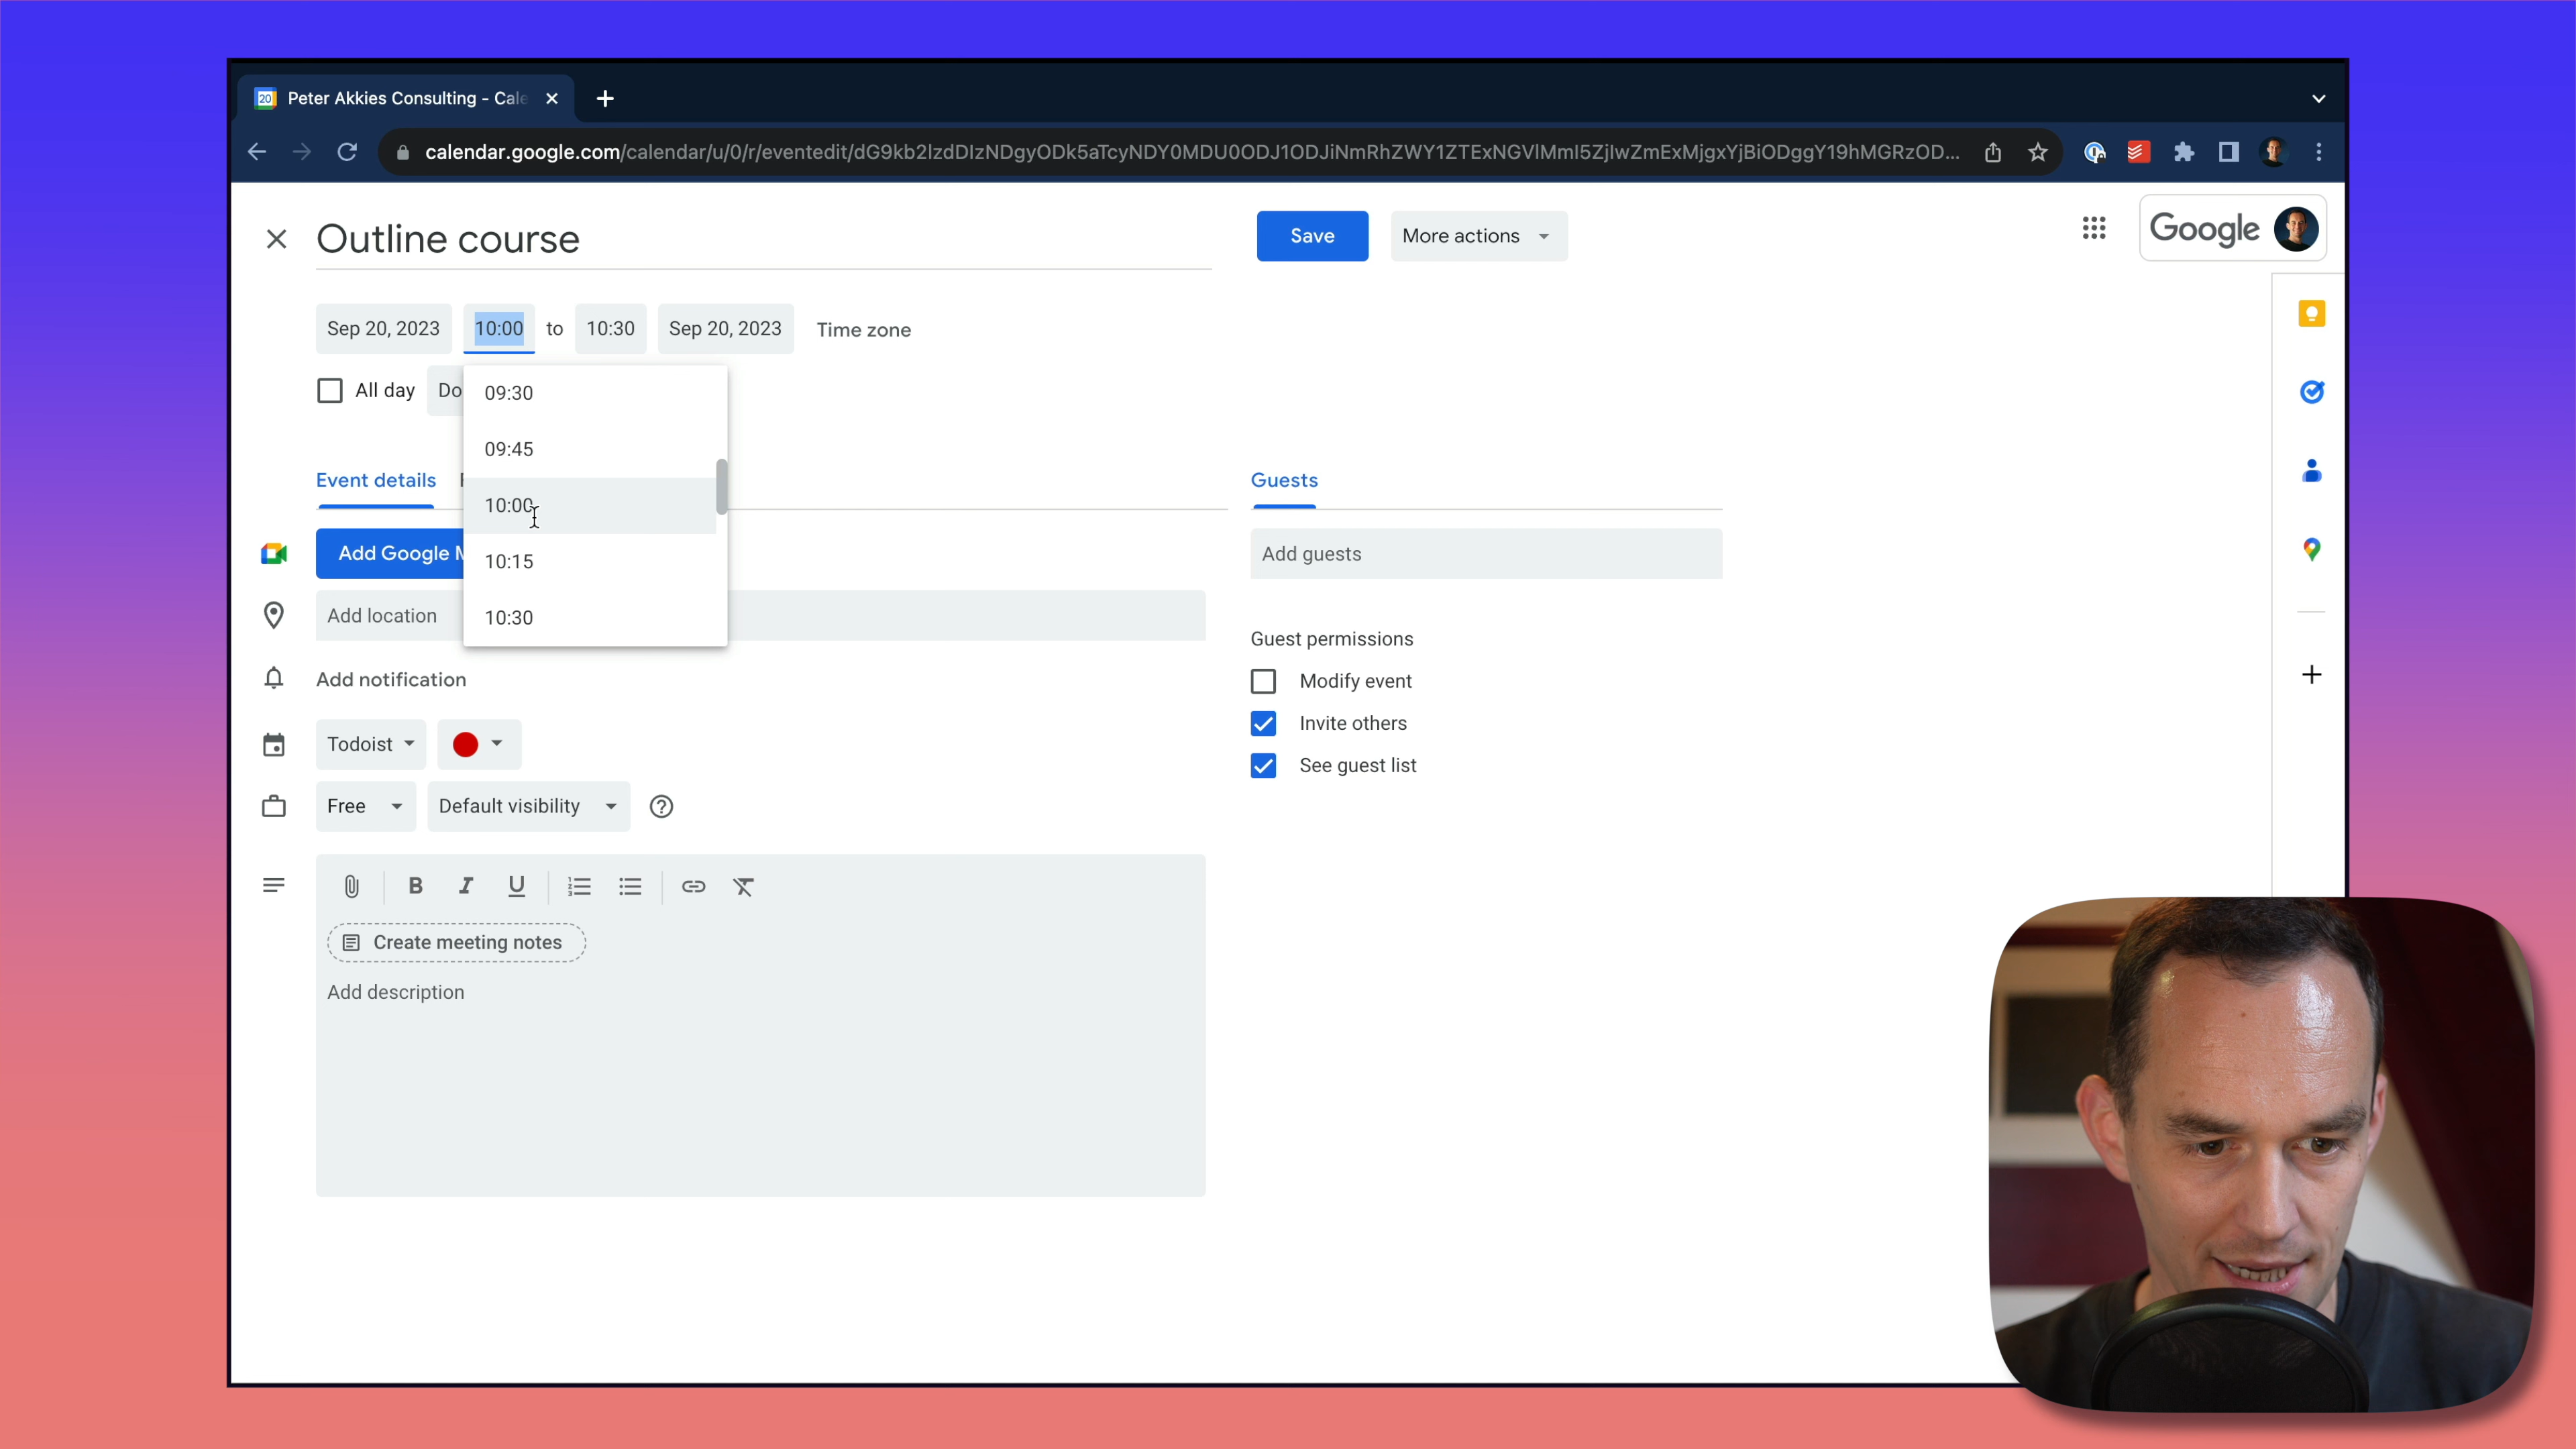 20 Peter Akkies Consulting - Cale
calendar.google.com/calendar/u/0/r/eventedit/dG9kb2lzdDIzNDgyODk5aTcyNDY0MDU0ODJ1ODJiNmRhZWY1ZTExNGVlMmI5ZjIwZmExMjgxYjBiODggY19hMGRzOD...
Outline course
Save
More actions
Google
Sep 20, 2023 10:00 to 10:30 Sep 20, 2023 Time zone
All day Do
09:30
09:45
10:00
10:15
10:30
Event details
Guests
Add Google M
Add guests
Add location
Guest permissions
Add notification
Modify event
Invite others
See guest list
Todoist
Free Default visibility
B I U
Create meeting notes
Add description